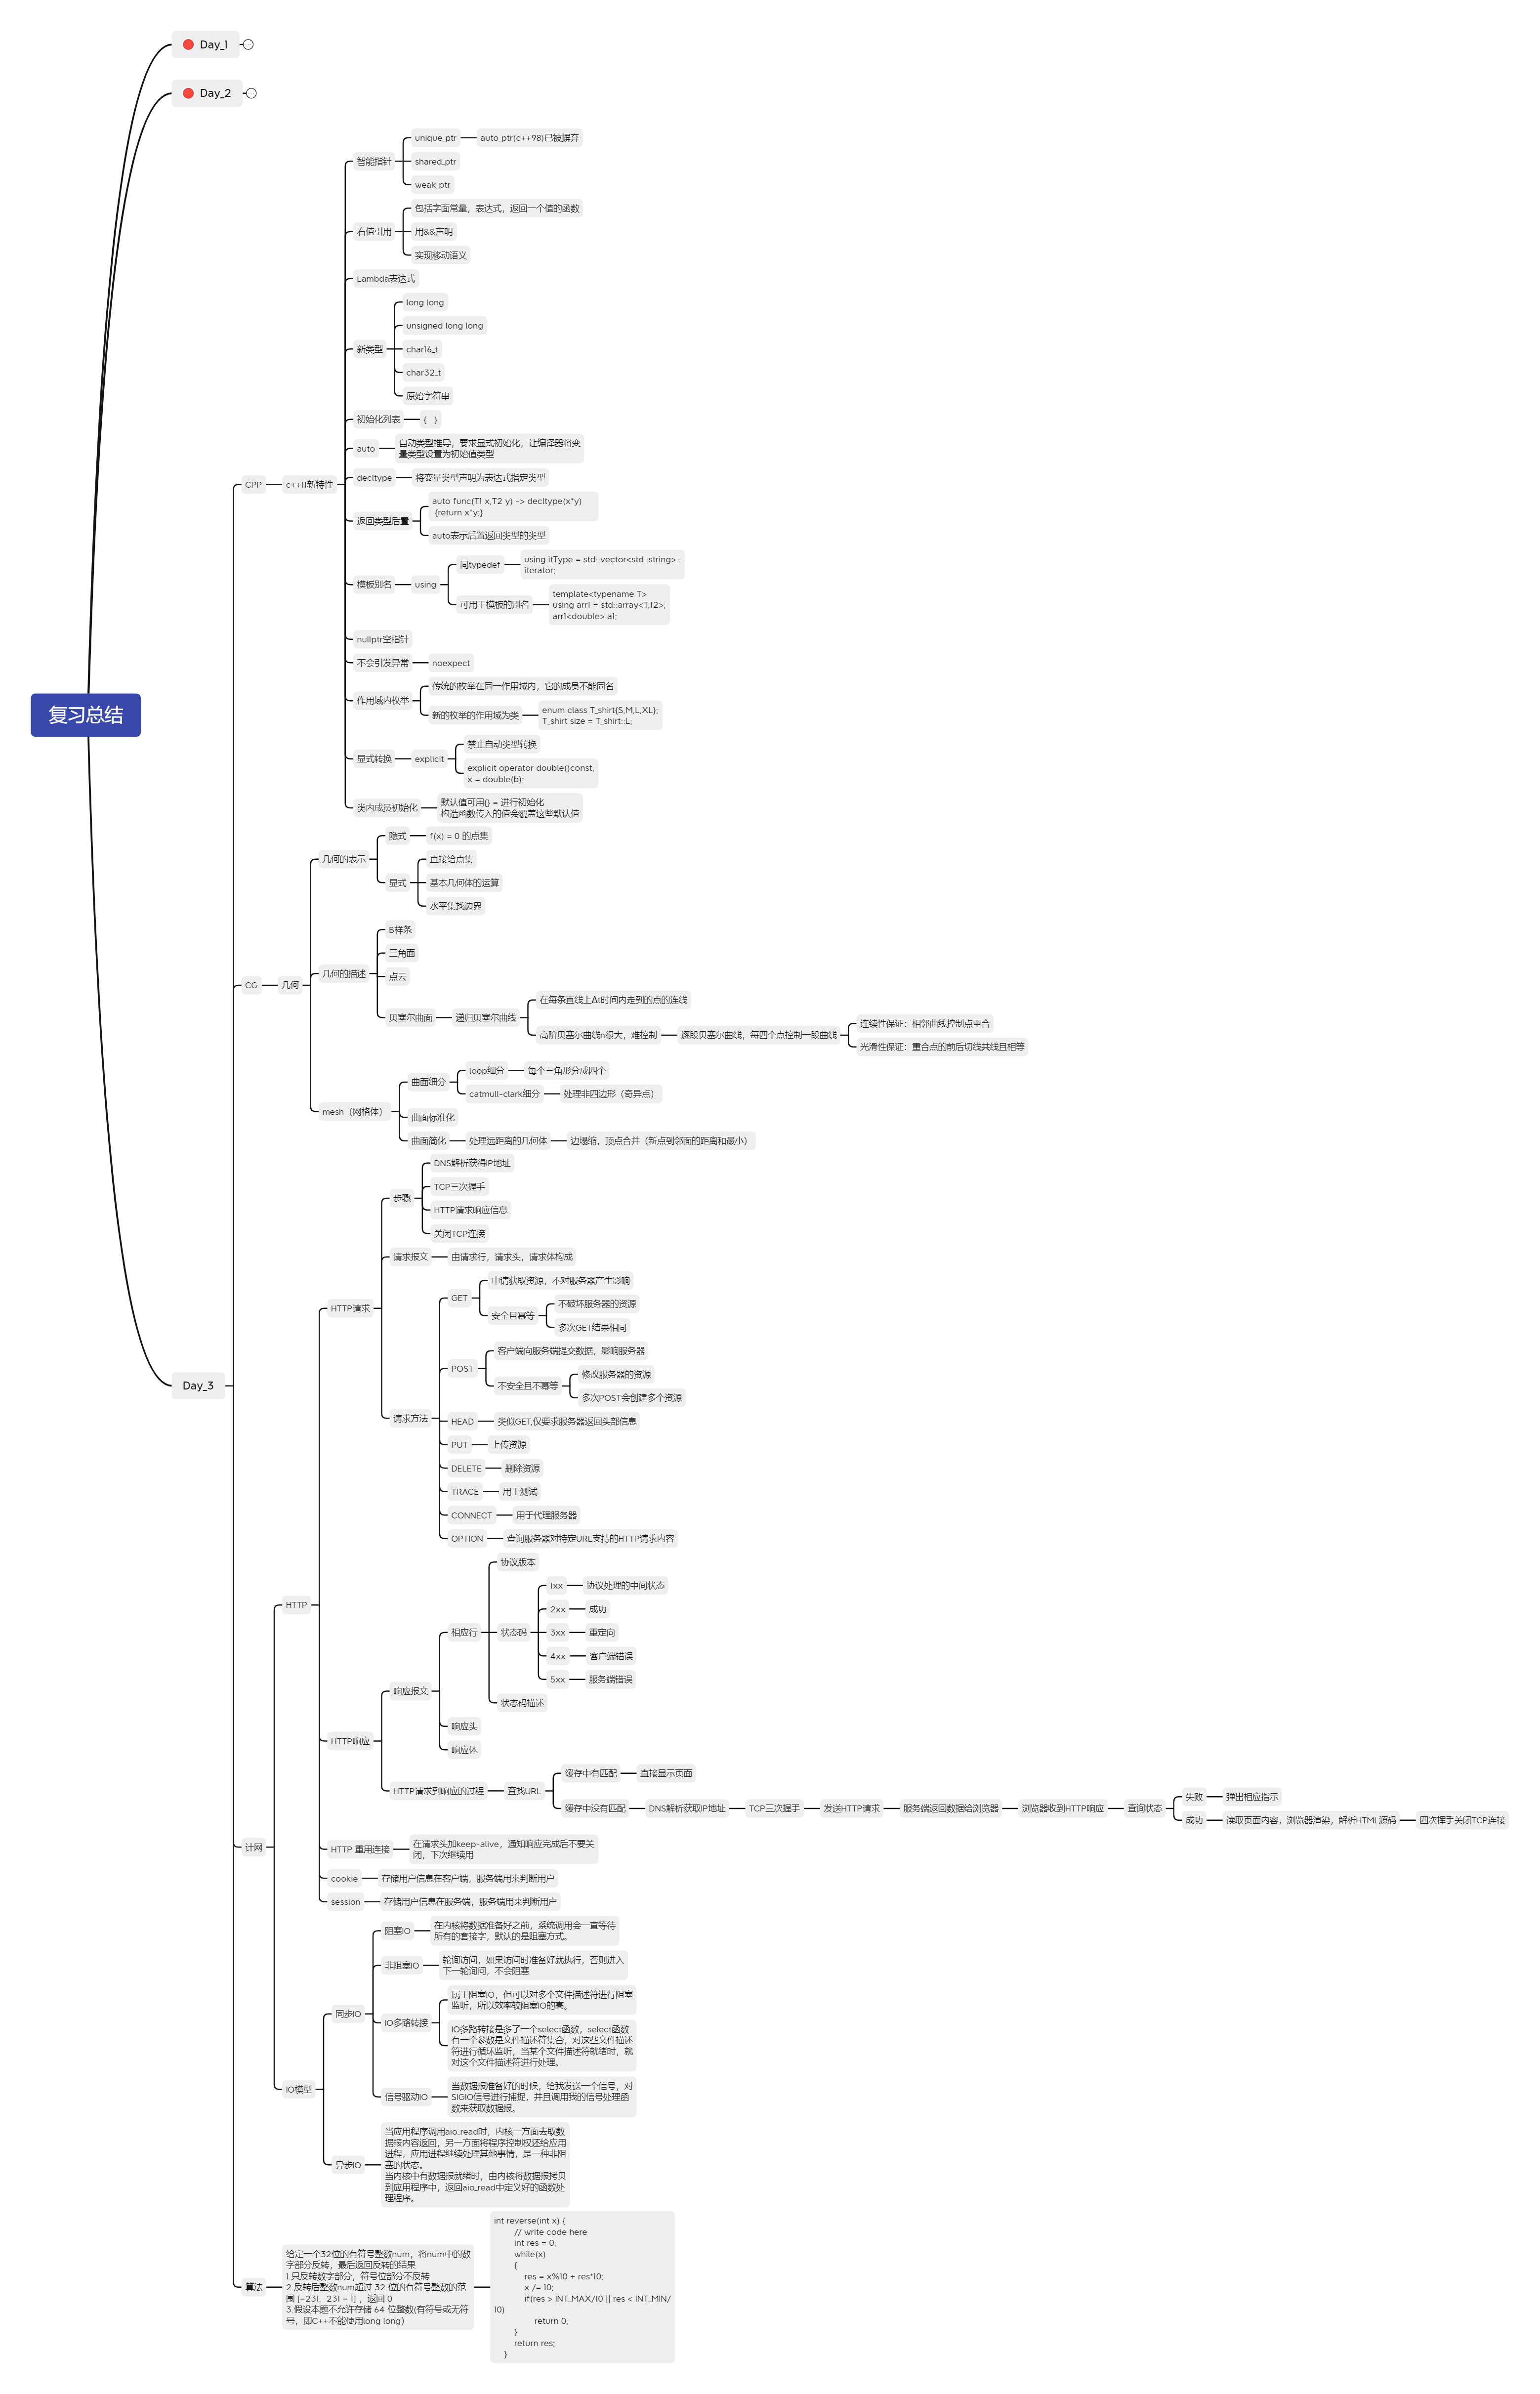 Day_1
Day_2
复习总结
Day_3
CPP
c++11新特性
智能指针
unique_ptr
auto_ptr(c++98)已被摒弃
shared_ptr
weak_ptr
右值引用
包括字面常量，表达式，返回一个值的函数
用&&声明
实现移动语义
Lambda表达式
新类型
long long
unsigned long long
char16_t
char32_t
原始字符串
初始化列表
{ }
auto
自动类型推导，要求显式初始化，让编译器将变
量类型设置为初始值类型
decltype
将变量类型声明为表达式指定类型
返回类型后置
auto func(T1 x,T2 y) -> decltype(x*y)
{return x*y;}
auto表示后置返回类型的类型
模板别名
using
同typedef
using itType = std::vector<std::string>::
iterator;
可用于模板的别名
template<typename T>
using arr1 = std::array<T,12>;
arr1<double> a1;
nullptr空指针
不会引发异常
noexpect
作用域内枚举
传统的枚举在同一作用域内，它的成员不能同名
新的枚举的作用域为类
enum class T_shirt{S,M,L,XL};
T_shirt size = T_shirt::L;
显式转换
explicit
禁止自动类型转换
explicit operator double()const;
x = double(b);
类内成员初始化
默认值可用{} = 进行初始化
构造函数传入的值会覆盖这些默认值
CG
几何
几何的表示
隐式
f(x) = 0 的点集
显式
直接给点集
基本几何体的运算
水平集找边界
几何的描述
B样条
三角面
点云
贝塞尔曲面
递归贝塞尔曲线
在每条直线上Δt时间内走到的点的连线
高阶贝塞尔曲线n很大，难控制
逐段贝塞尔曲线，每四个点控制一段曲线
连续性保证：相邻曲线控制点重合
光滑性保证：重合点的前后切线共线且相等
mesh（网格体）
曲面细分
loop细分
每个三角形分成四个
catmull-clark细分
处理非四边形（奇异点）
曲面标准化
曲面简化
处理远距离的几何体
边塌缩，顶点合并（新点到邻面的距离和最小）
计网
HTTP
HTTP请求
步骤
DNS解析获得IP地址
TCP三次握手
HTTP请求响应信息
关闭TCP连接
请求报文
由请求行，请求头，请求体构成
请求方法
GET
申请获取资源，不对服务器产生影响
安全且幂等
不破坏服务器的资源
多次GET结果相同
POST
客户端向服务端提交数据，影响服务器
不安全且不幂等
修改服务器的资源
多次POST会创建多个资源
HEAD
类似GET,仅要求服务器返回头部信息
PUT
上传资源
DELETE
删除资源
TRACE
用于测试
CONNECT
用于代理服务器
OPTION
查询服务器对特定URL支持的HTTP请求内容
HTTP响应
响应报文
相应行
协议版本
状态码
1xx
协议处理的中间状态
2xx
成功
3xx
重定向
4xx
客户端错误
5xx
服务端错误
状态码描述
响应头
响应体
HTTP请求到响应的过程
查找URL
缓存中有匹配
直接显示页面
缓存中没有匹配
DNS解析获取IP地址
TCP三次握手
发送HTTP请求
服务端返回数据给浏览器
浏览器收到HTTP响应
查询状态
失败
弹出相应指示
成功
读取页面内容，浏览器渲染，解析HTML源码
四次挥手关闭TCP连接
HTTP 重用连接
在请求头加keep-alive，通知响应完成后不要关
闭，下次继续用
cookie
存储用户信息在客户端，服务端用来判断用户
session
存储用户信息在服务端，服务端用来判断用户
IO模型
同步IO
阻塞IO
在内核将数据准备好之前，系统调用会一直等待
所有的套接字，默认的是阻塞方式。
非阻塞IO
轮询访问，如果访问时准备好就执行，否则进入
下一轮询问，不会阻塞
IO多路转接
属于阻塞IO，但可以对多个文件描述符进行阻塞
监听，所以效率较阻塞IO的高。
IO多路转接是多了一个select函数，select函数
有一个参数是文件描述符集合，对这些文件描述
符进行循环监听，当某个文件描述符就绪时，就
对这个文件描述符进行处理。
信号驱动IO
当数据报准备好的时候，给我发送一个信号，对
SIGIO信号进行捕捉，并且调用我的信号处理函
数来获取数据报。
异步IO
当应用程序调用aio_read时，内核一方面去取数
据报内容返回，另一方面将程序控制权还给应用
进程，应用进程继续处理其他事情，是一种非阻
塞的状态。
当内核中有数据报就绪时，由内核将数据报拷贝
到应用程序中，返回aio_read中定义好的函数处
理程序。
算法
给定一个32位的有符号整数num，将num中的数
字部分反转，最后返回反转的结果
1.只反转数字部分，符号位部分不反转
2.反转后整数num超过 32 位的有符号整数的范
围 [−231, 231 − 1] ，返回 0
3.假设本题不允许存储 64 位整数(有符号或无符
号，即C++不能使用long long）
int reverse(int x) {
// write code here
int res = 0;
while(x)
{
res = x%10 + res*10;
x /= 10;
if(res > INT_MAX/10 || res < INT_MIN/
10)
return 0;
}
return res;
}